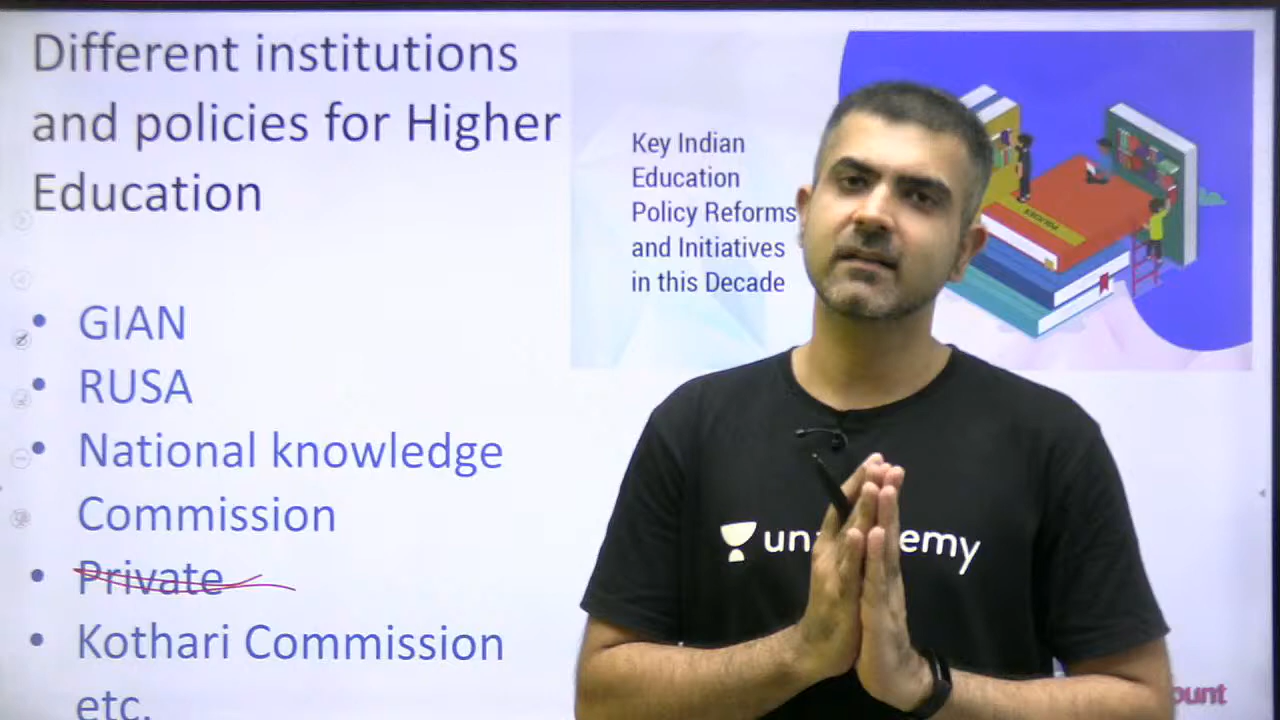 Different institutions
and policies for Higher
Education
• GIAN
• RUSA
• National knowledge
Commission
• Private
• Kothari Commission
etc.
Key Indian
Education
Policy Reforms
and Initiatives
in this Decade
POLICIES